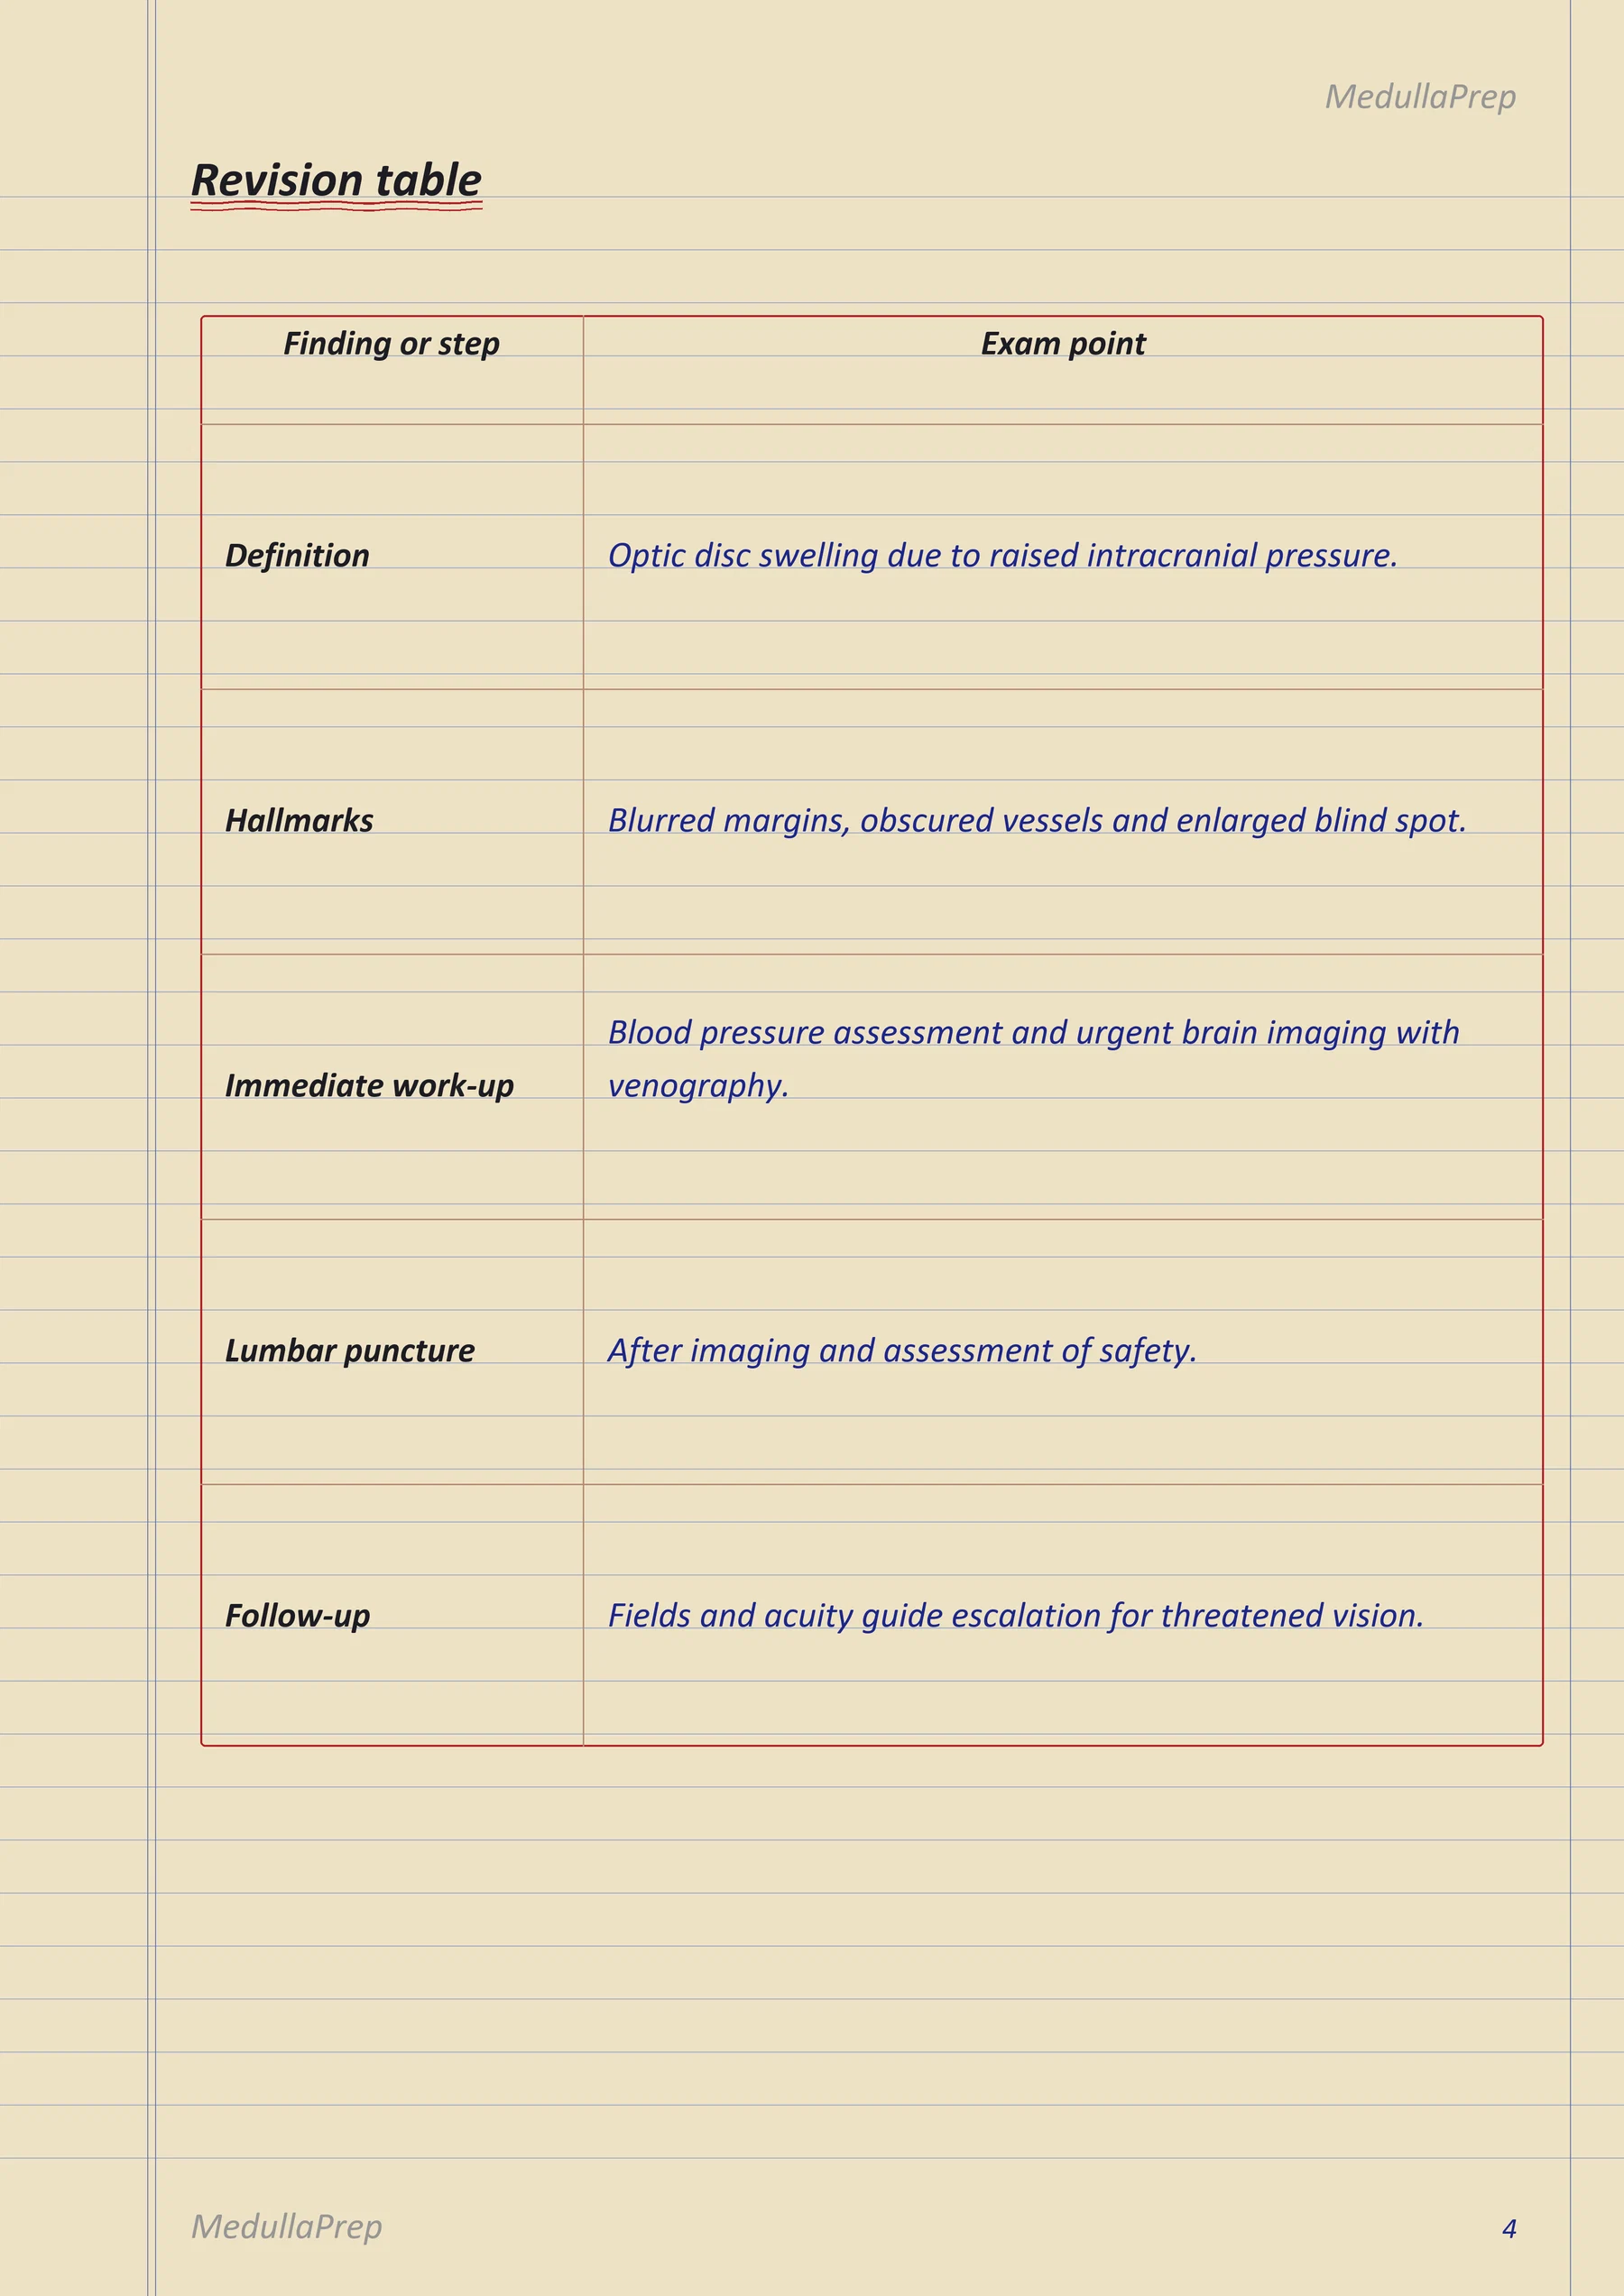 MedullaPrep
Revision table
Finding or step
Exam point
Definition
Optic disc swelling due to raised intracranial pressure.
Hallmarks
Blurred margins, obscured vessels and enlarged blind spot.
Immediate work-up
Blood pressure assessment and urgent brain imaging with
venography.
Lumbar puncture
After imaging and assessment of safety.
Follow-up
Fields and acuity guide escalation for threatened vision.
MedullaPrep
4